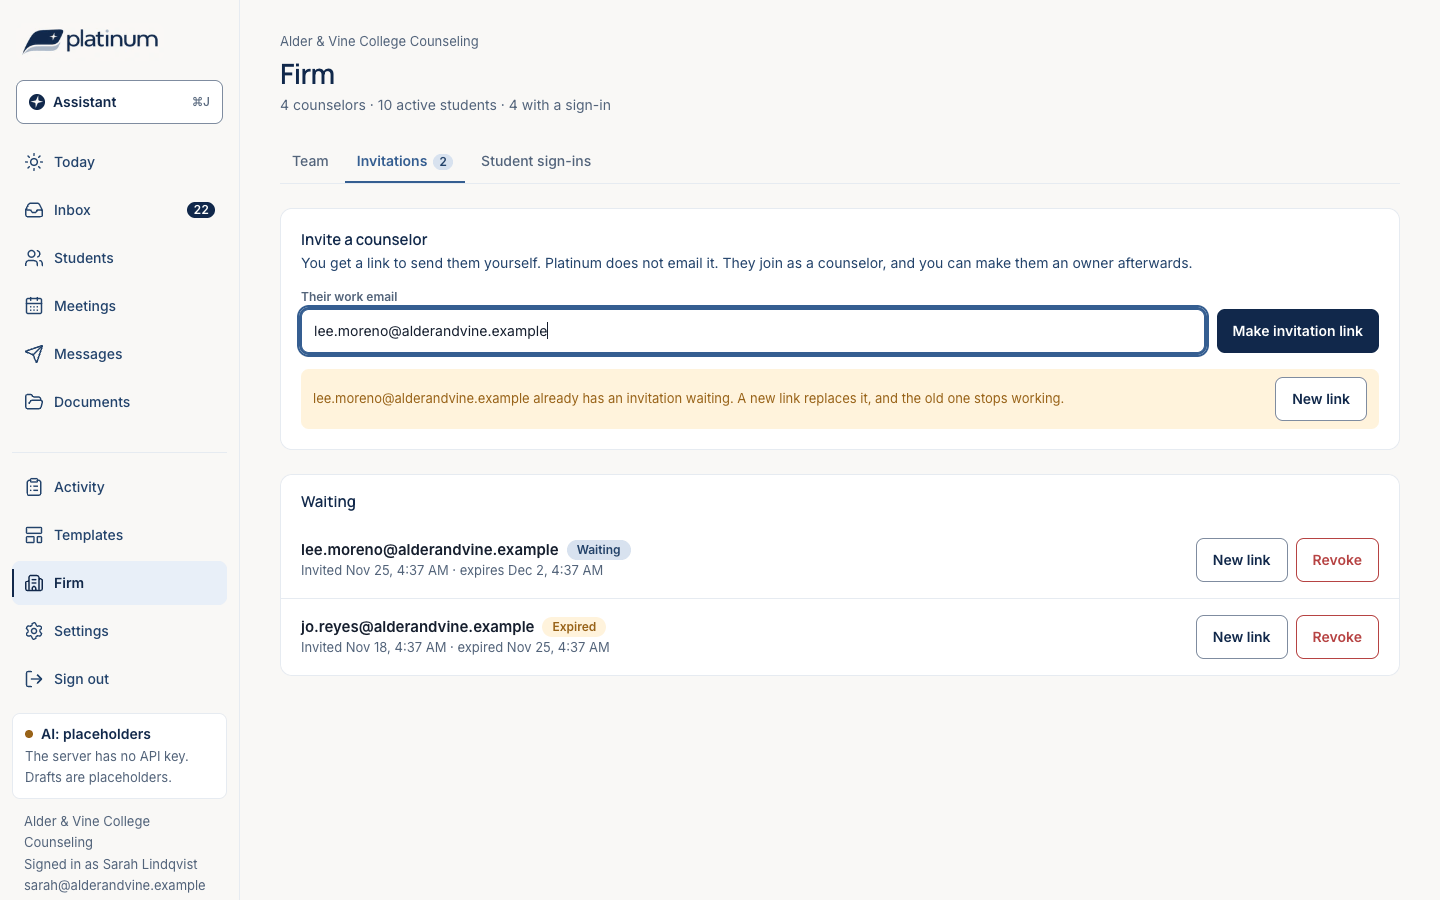 platinum
Assistant ⌘J
Today
Inbox 22
Students
Meetings
Messages
Documents
Activity
Templates
Firm
Settings
Sign out
AI: placeholders
The server has no API key.
Drafts are placeholders.
Alder & Vine College
Counseling
Signed in as Sarah Lindqvist
sarah@alderandvine.example
Alder & Vine College Counseling
Firm
4 counselors · 10 active students · 4 with a sign-in
Team Invitations 2 Student sign-ins
Invite a counselor
You get a link to send them yourself. Platinum does not email it. They join as a counselor, and you can make them an owner afterwards.
Their work email
lee.moreno@alderandvine.example Make invitation link
lee.moreno@alderandvine.example already has an invitation waiting. A new link replaces it, and the old one stops working. New link
Waiting
lee.moreno@alderandvine.example Waiting
Invited Nov 25, 4:37 AM · expires Dec 2, 4:37 AM
New link Revoke
jo.reyes@alderandvine.example Expired
Invited Nov 18, 4:37 AM · expired Nov 25, 4:37 AM
New link Revoke